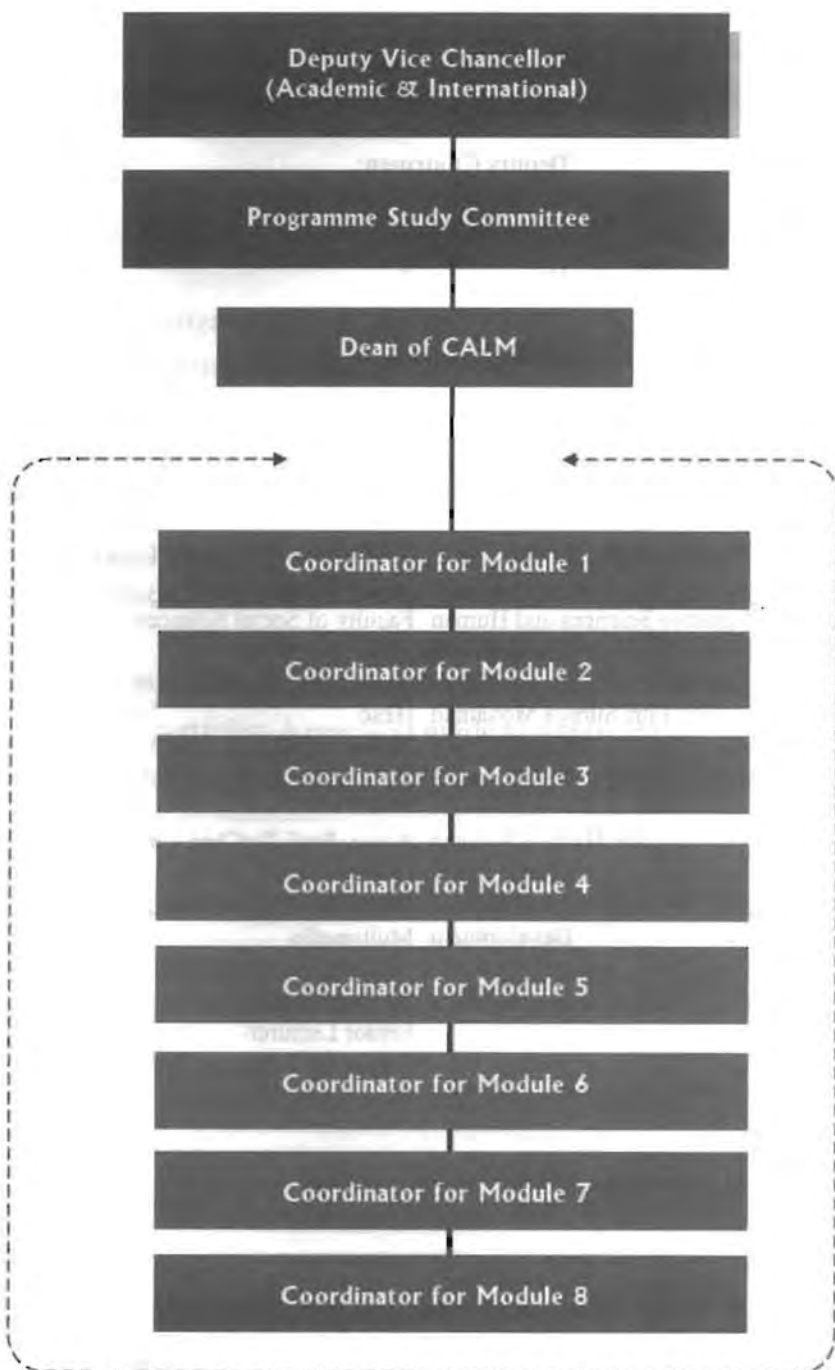 Deputy Vice Chancellor
(Academic & International)
Programme Study Committee
Dean of CALM
Coordinator for Module 1
Coordinator for Module 2
Coordinator for Module 3
Coordinator for Module 4
Coordinator for Module 5
Coordinator for Module 6
Coordinator for Module 7
Coordinator for Module 8